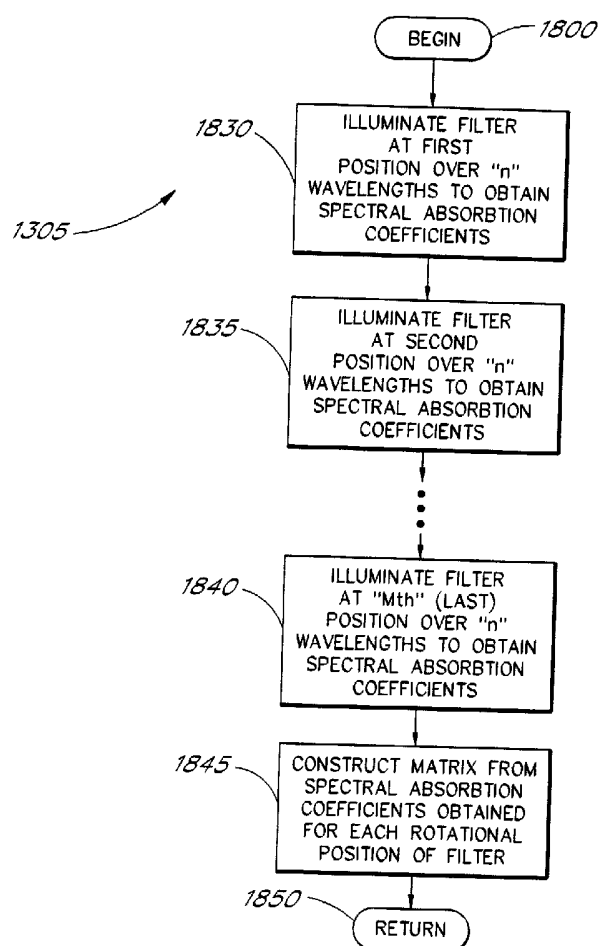 BEGIN
1800
1830
ILLUMINATE FILTER
AT FIRST
POSITION OVER "n"
WAVELENGTHS TO OBTAIN
SPECTRAL ABSORBTION
COEFFICIENTS
1305
1835
ILLUMINATE FILTER
AT SECOND
POSITION OVER "n"
WAVELENGTHS TO OBTAIN
SPECTRAL ABSORBTION
COEFFICIENTS
1840
ILLUMINATE FILTER
AT "Mth" (LAST)
POSITION OVER "n"
WAVELENGTHS TO OBTAIN
SPECTRAL ABSORBTION
COEFFICIENTS
1845
CONSTRUCT MATRIX FROM
SPECTRAL ABSORBTION
COEFFICIENTS OBTAINED
FOR EACH ROTATIONAL
POSITION OF FILTER
1850
RETURN